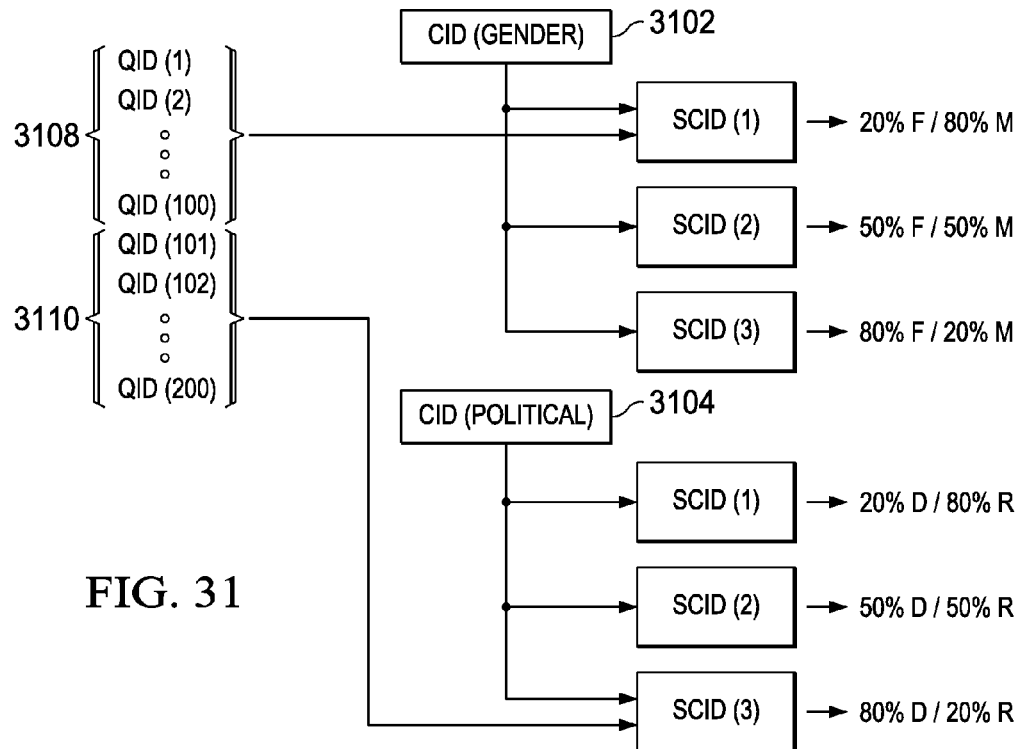 3108
QID (1)
QID (2)
QID (100)
3110
QID (101)
QID (102)
QID (200)
CID (GENDER)
3102
SCID (1)
20% F / 80% M
SCID (2)
50% F / 50% M
SCID (3)
80% F / 20% M
CID (POLITICAL)
3104
SCID (1)
20% D / 80% R
SCID (2)
50% D / 50% R
SCID (3)
80% D / 20% R
FIG. 31